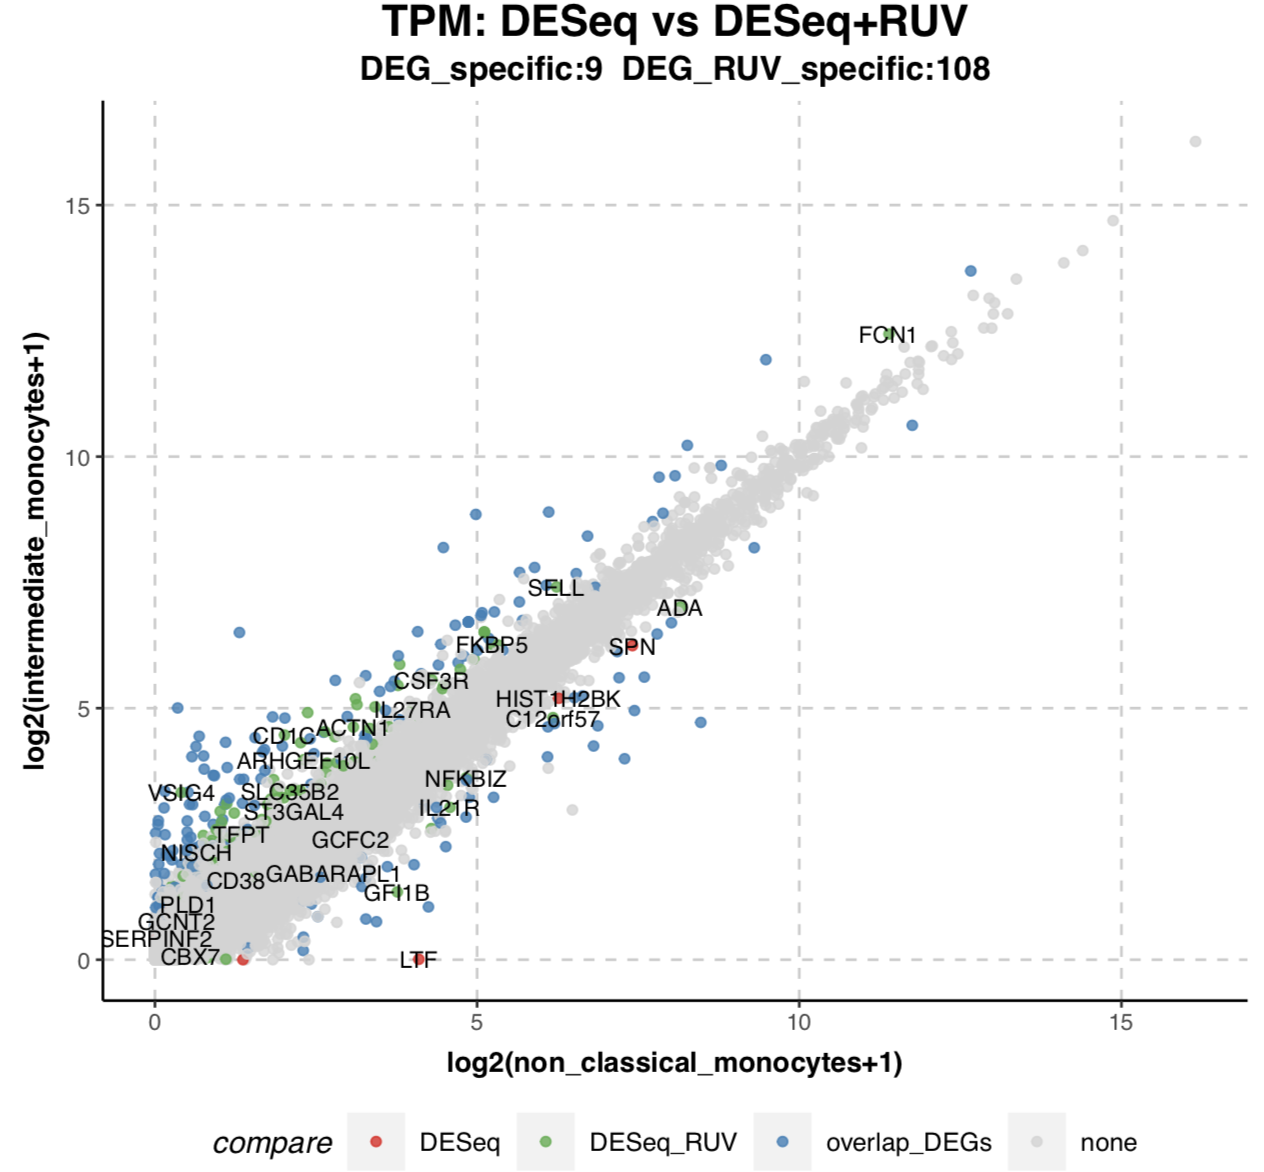 TPM: DESeq vs DESeq+RUV
DEG_specific:9 DEG_RUV_specific:108
log2(intermediate_monocytes+1)
15
10
5
0
FCN1
SELL
ADA
FKBP5
SPN
CSF3R
HIST1H2BK
IL27RA
C12orf57
CD1C
ACTN1
ARHGEF10L
NFKBIZ
VSIG4
SLC35B2
IL21R
ST3GAL4
TFPT
GCFC2
NISCH
GABARAPL1
CD38
GFI1B
PLD1
GCNT2
SERPINF2
CBX7
LTF
0
5
10
15
log2(non_classical_monocytes+1)
compare DESeq DESeq_RUV overlap_DEGs none